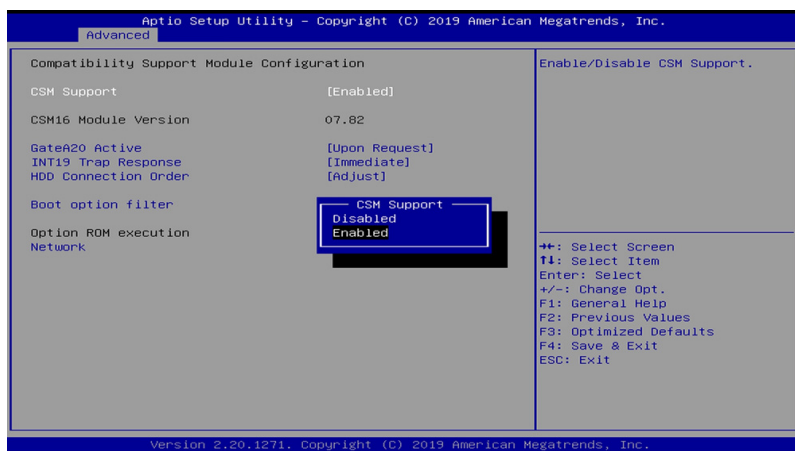 Aptio Setup Utility – Copyright (C) 2019 American Megatrends, Inc.
Advanced
Compatibility Support Module Configuration
CSM Support [Enabled]
CSM16 Module Version 07.82
GateA20 Active [Upon Request]
INT19 Trap Response [Immediate]
HDD Connection Order [Adjust]
Boot option filter
Option ROM execution
Network
CSM Support
Disabled
Enabled
Enable/Disable CSM Support.
→←: Select Screen
↑↓: Select Item
Enter: Select
+/-: Change Opt.
F1: General Help
F2: Previous Values
F3: Optimized Defaults
F4: Save & Exit
ESC: Exit
Version 2.20.1271. Copyright (C) 2019 American Megatrends, Inc.